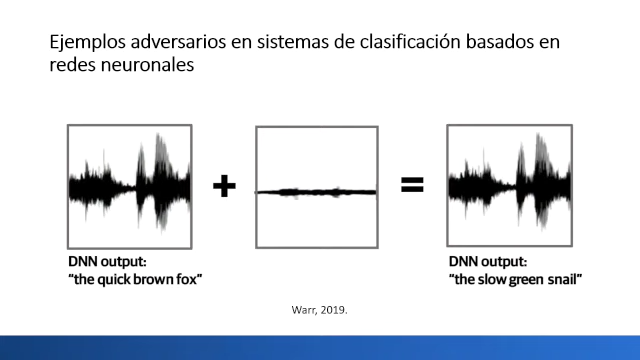 Ejemplos adversarios en sistemas de clasificación basados en
redes neuronales
+
=
DNN output:
"the quick brown fox"
DNN output:
"the slow green snail"
Warr, 2019.